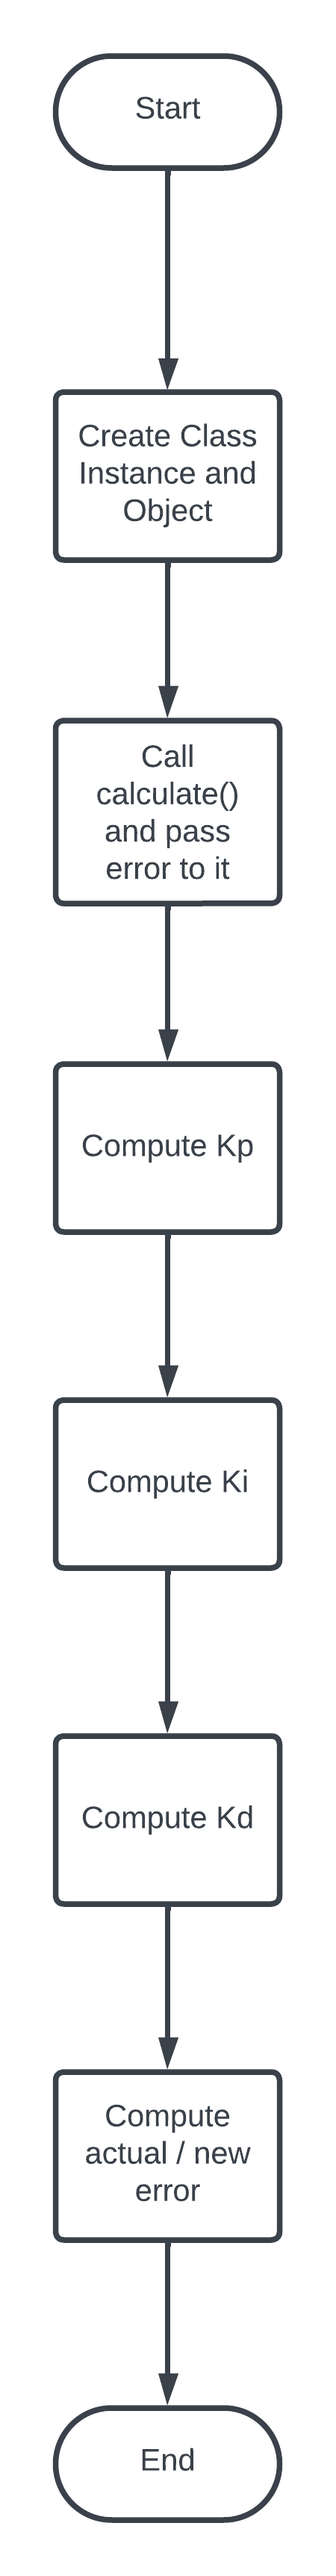 Start
Create Class
Instance and
Object
Call
calculate()
and pass
error to it
Compute Kp
Compute Ki
Compute Kd
Compute
actual / new
error
End